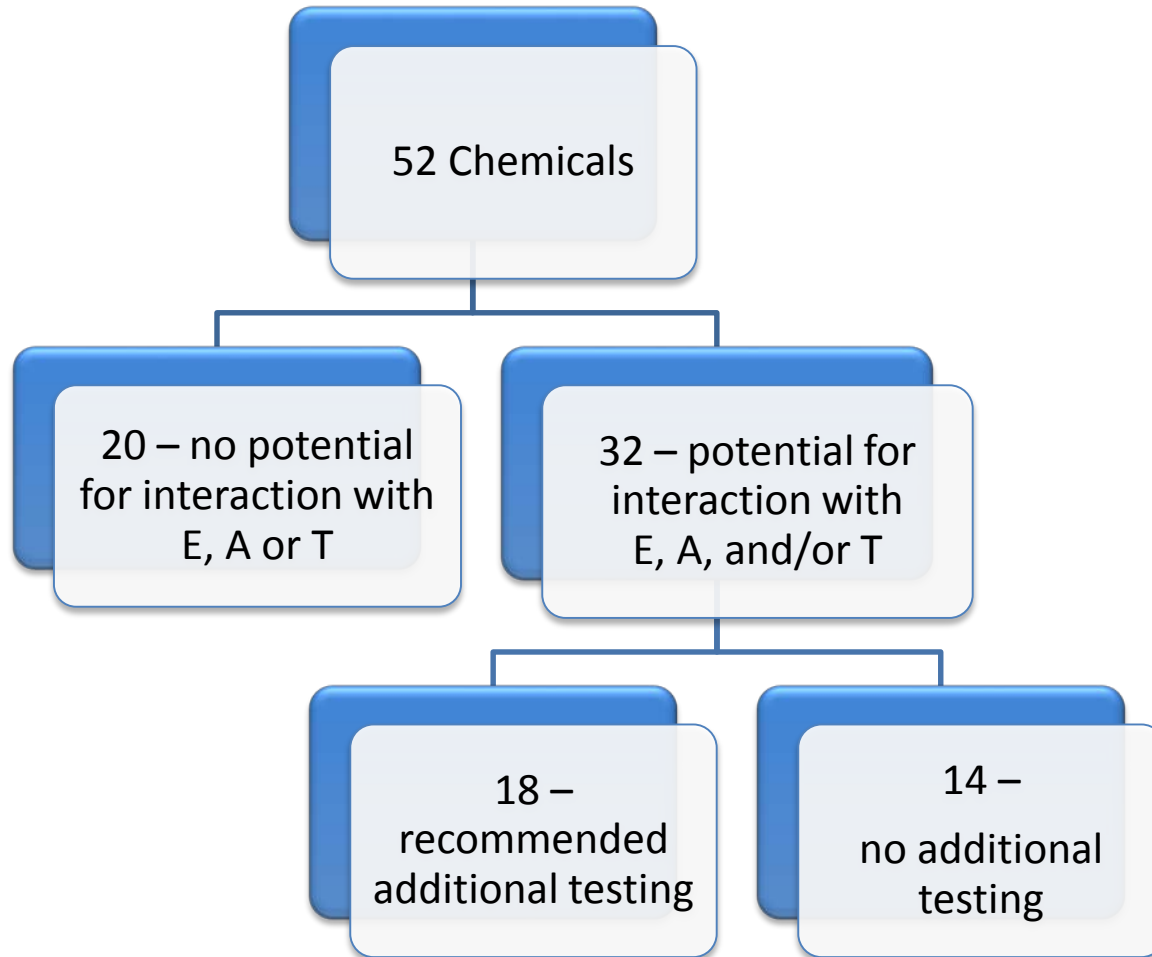 52 Chemicals
20 – no potential
for interaction with
E, A or T
32 – potential for
interaction with
E, A, and/or T
18 –
recommended
additional testing
14 –
no additional
testing